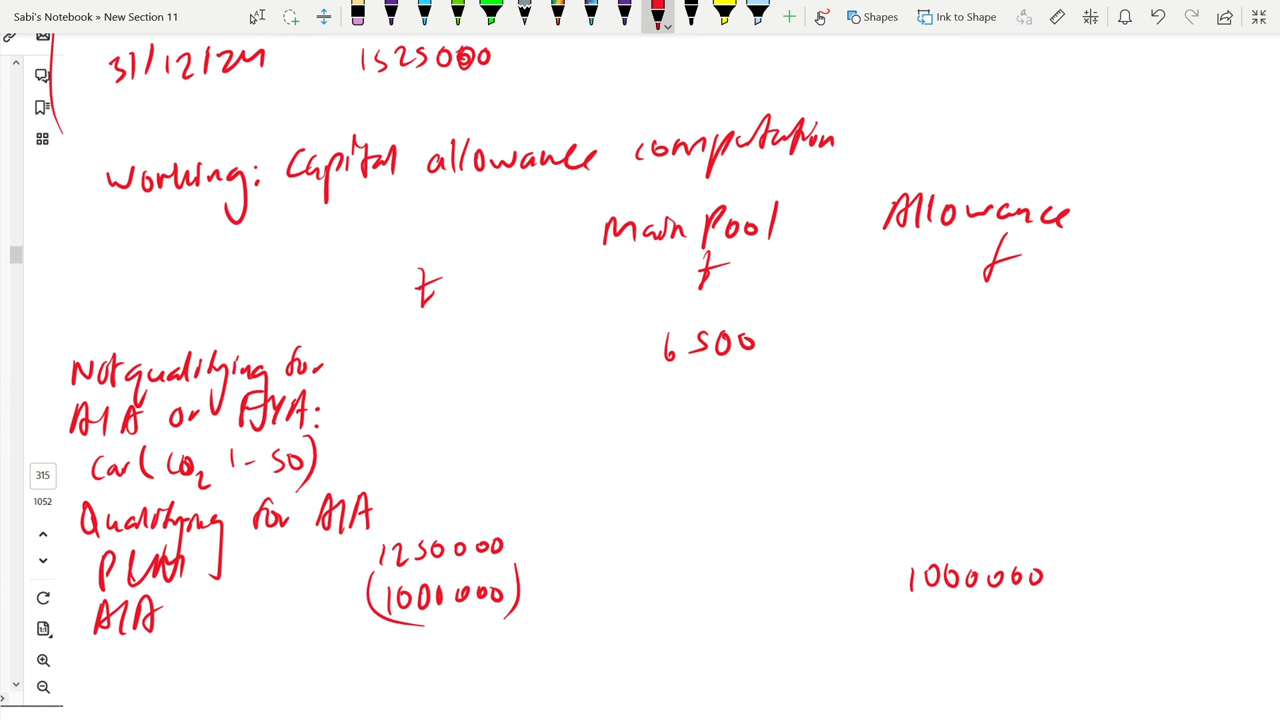 Sabi's Notebook » New Section 11
Shapes
Ink to Shape
31/12/24 1525000
Working: Capital allowance computation
Main Pool Allowance
£ £ £
6500
Not qualifying for
AIA or FYA:
Car (CO2 1-50)
Qualifying for AIA
P&M 1250000
AIA (1000000) 1000000
315
1052